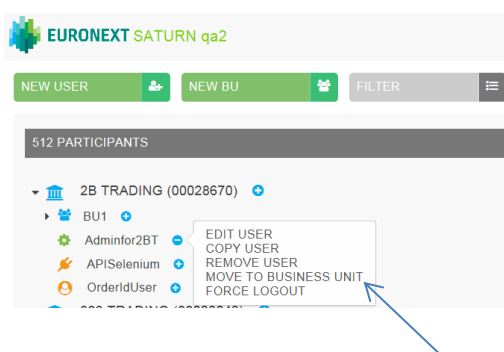 EURONEXT SATURN qa2
NEW USER
NEW BU
FILTER
512 PARTICIPANTS
2B TRADING (00028670)
BU1
Adminfor2BT
EDIT USER
COPY USER
REMOVE USER
MOVE TO BUSINESS UNIT
FORCE LOGOUT
APISelenium
OrderIdUser